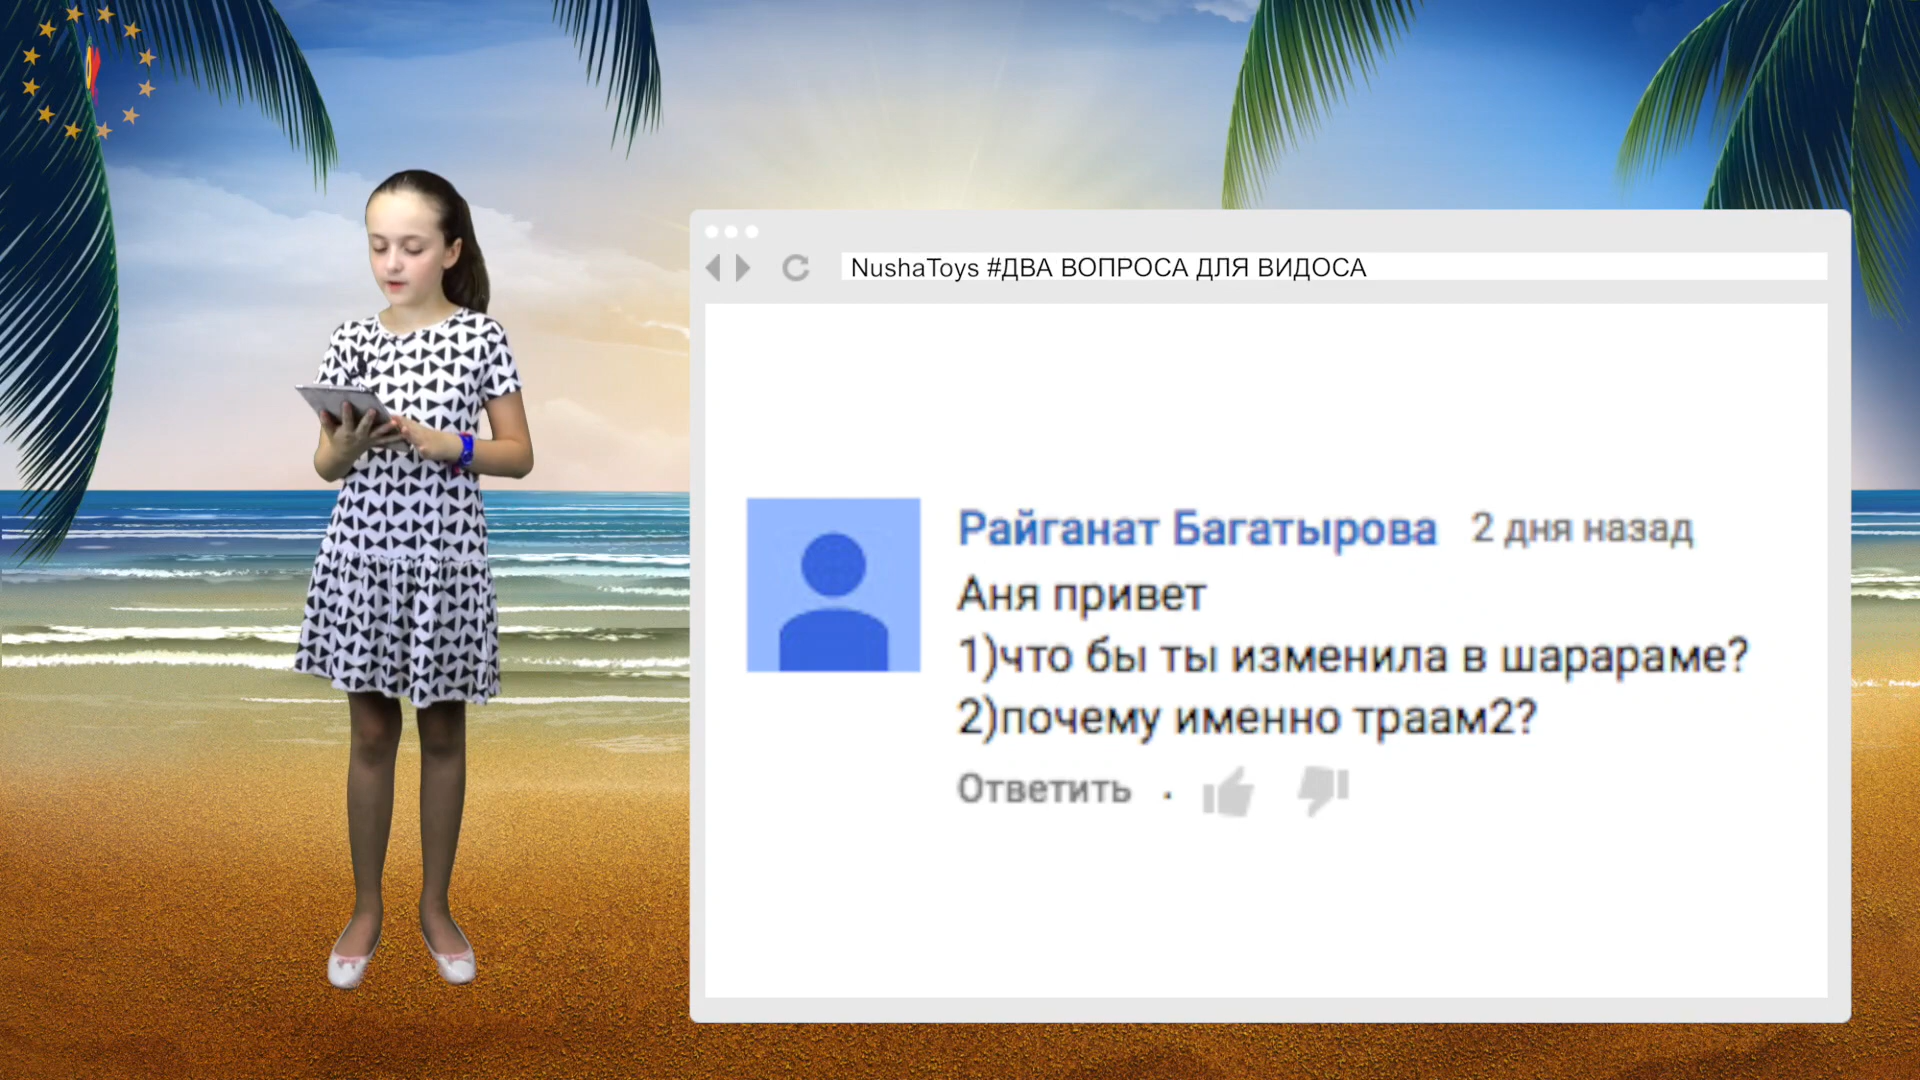 NushaToys #ДВА ВОПРОСА ДЛЯ ВИДОСА
Райганат Багатырова 2 дня назад
Аня привет
1)что бы ты изменила в шарараме?
2)почему именно траам2?
Ответить